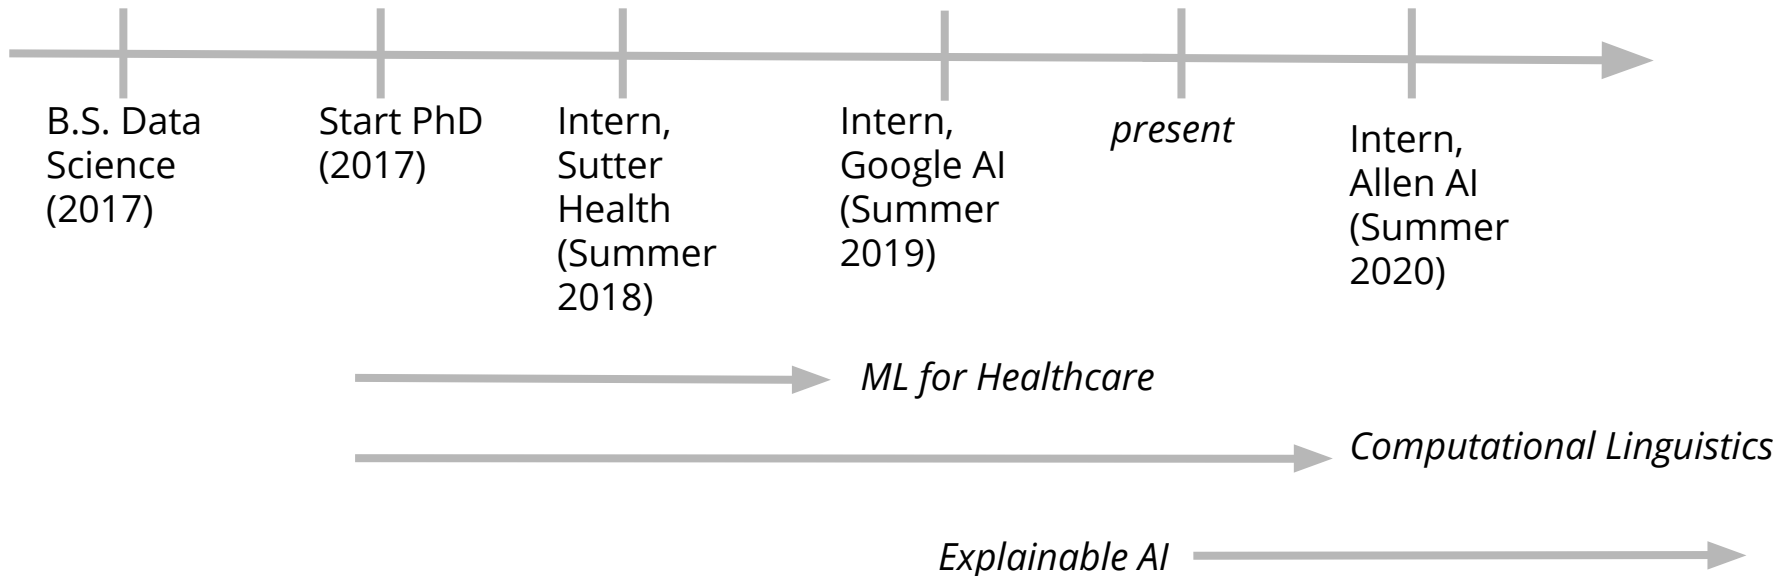 B.S. Data
Science
(2017)
Start PhD
(2017)
Intern,
Sutter
Health
(Summer
2018)
Intern,
Google AI
(Summer
2019)
present
Intern,
Allen AI
(Summer
2020)
ML for Healthcare
Computational Linguistics
Explainable AI